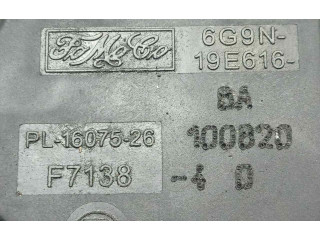 FoMoCo
6G9N-
19E616-
BA
PL-16075-26
100820
F7138
-4 D